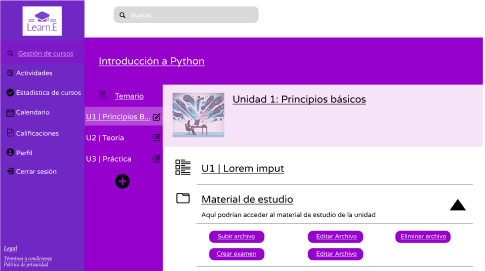 Learn.E
Buscar
Gestión de cursos
Actividades
Estadistica de cursos
Calendario
Calificaciones
Perfil
Cerrar sesión
Legal
Términos y condiciones
Politica de privacidad
Introducción a Python
Temario
U1 | Principios B...
U2 | Teoría
U3 | Práctica
Unidad 1: Principios básicos
U1 | Lorem imput
Material de estudio
Aquí podrían acceder al material de estudio de la unidad
Subir archivo
Editar Archivo
Eliminar archivo
Crear examen
Editar Archivo